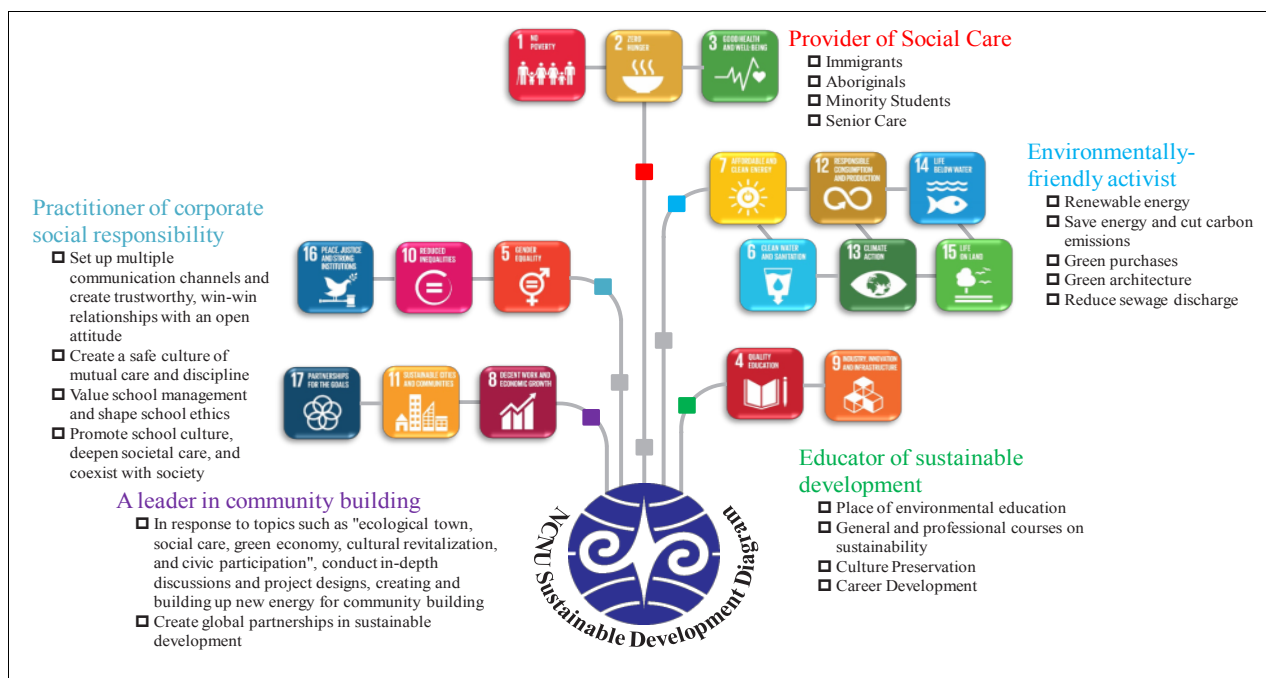 1 NO
POVERTY
2 ZERO
HUNGER
3 GOOD HEALTH
AND WELL-BEING
Provider of Social Care
Immigrants
Aboriginals
Minority Students
Senior Care
7 AFFORDABLE AND
CLEAN ENERGY
12 RESPONSIBLE
CONSUMPTION
AND PRODUCTION
14 LIFE
BELOW WATER
6 CLEAN WATER
AND SANITATION
13 CLIMATE
ACTION
15 LIFE
ON LAND
Environmentally-
friendly activist
Renewable energy
Save energy and cut carbon
emissions
Green purchases
Green architecture
Reduce sewage discharge
Practitioner of corporate
social responsibility
Set up multiple
communication channels and
create trustworthy, win-win
relationships with an open
attitude
Create a safe culture of
mutual care and discipline
Value school management
and shape school ethics
Promote school culture,
deepen societal care, and
coexist with society
16 PEACE, JUSTICE
AND STRONG
INSTITUTIONS
10 REDUCED
INEQUALITIES
5 GENDER
EQUALITY
17 PARTNERSHIPS
FOR THE GOALS
11 SUSTAINABLE CITIES
AND COMMUNITIES
8 DECENT WORK AND
ECONOMIC GROWTH
4 QUALITY
EDUCATION
9 INDUSTRY, INNOVATION
AND INFRASTRUCTURE
A leader in community building
In response to topics such as "ecological town,
social care, green economy, cultural revitalization,
and civic participation", conduct in-depth
discussions and project designs, creating and
building up new energy for community building
Create global partnerships in sustainable
development
Educator of sustainable
development
Place of environmental education
General and professional courses on
sustainability
Culture Preservation
Career Development
NCNU Sustainable Development Diagram